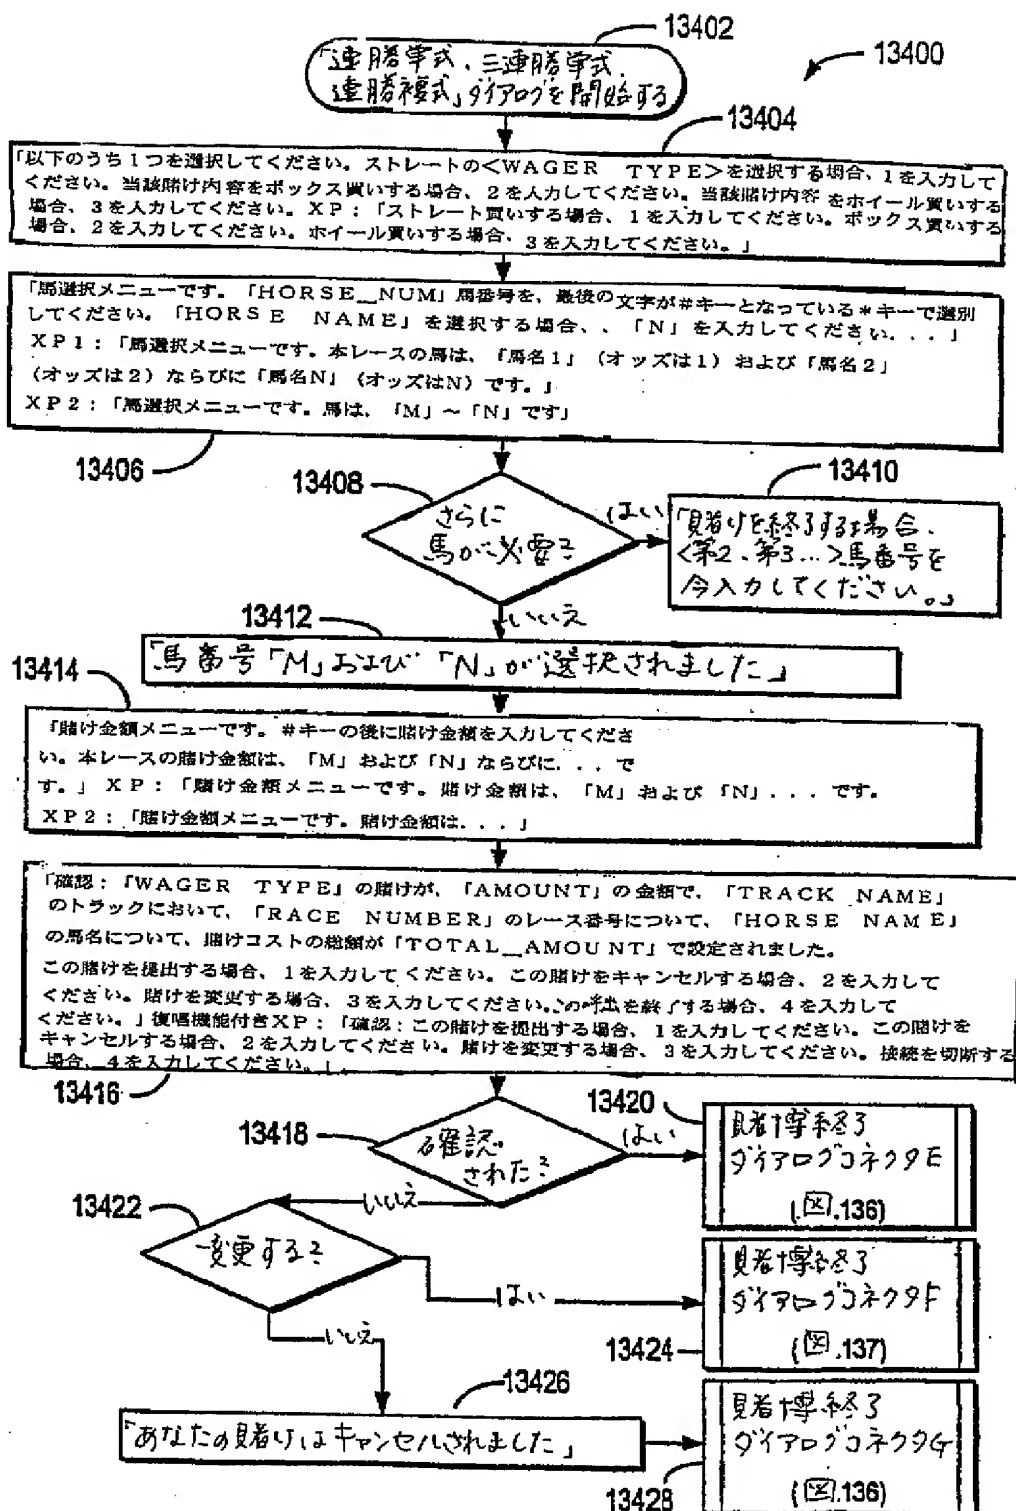 13402
13400
「連勝単式、三連勝単式、
連勝複式」ダイアログを開始する
13404
「以下のうち1つを選択してください。ストレートの<WAGER TYPE>を選択する場合、1を入力して
ください。当該賭け内容をボックス買いする場合、2を入力してください。当該賭け内容をホイール買いする
場合、3を入力してください。XP:「ストレート買いする場合、1を入力してください。ボックス買いする
場合、2を入力してください。ホイール買いする場合、3を入力してください。」
「馬選択メニューです。「HORSE_NUM」馬番号を、最後の文字が#キーとなっている*キーで選別
してください。「HORSE NAME」を選択する場合、、「N」を入力してください...」
XP1:「馬選択メニューです。本レースの馬は、「馬名1」(オッズは1)および「馬名2」
(オッズは2)ならびに「馬名N」(オッズはN)です。」
XP2:「馬選択メニューです。馬は、「M」~「N」です」
13406
13408
13410
さらに
馬が必要?
はい
「賭けを終了する場合、
<第2、第3...>馬番号を
今入力してください。」
いいえ
13412
「馬番号「M」および「N」が選択されました」
13414
「賭け金額メニューです。#キーの後に賭け金額を入力してくださ
い。本レースの賭け金額は、「M」および「N」ならびに...で
す。」XP:「賭け金額メニューです。賭け金額は、「M」および「N」...です。
XP2:「賭け金額メニューです。賭け金額は...」
「確認:「WAGER TYPE」の賭けが、「AMOUNT」の金額で、「TRACK NAME」
のトラックにおいて、「RACE NUMBER」のレース番号について、「HORSE NAME」
の馬名について、賭けコストの総額が「TOTAL_AMOUNT」で設定されました。
この賭けを提出する場合、1を入力してください。この賭けをキャンセルする場合、2を入力して
ください。賭けを変更する場合、3を入力してください。この呼出を終了する場合、4を入力して
ください。」復唱機能付きXP:「確認:この賭けを提出する場合、1を入力してください。この賭けを
キャンセルする場合、2を入力してください。賭けを変更する場合、3を入力してください。接続を切断する
場合、4を入力してください。」
13416
13418
確認
された?
はい
13420
賭博終了
ダイアログコネクタE
(図.136)
いいえ
13422
変更する?
はい
賭博終了
ダイアログコネクタF
(図.137)
13424
いいえ
13426
「あなたの賭けはキャンセルされました」
賭博終了
ダイアログコネクタG
(図.136)
13428